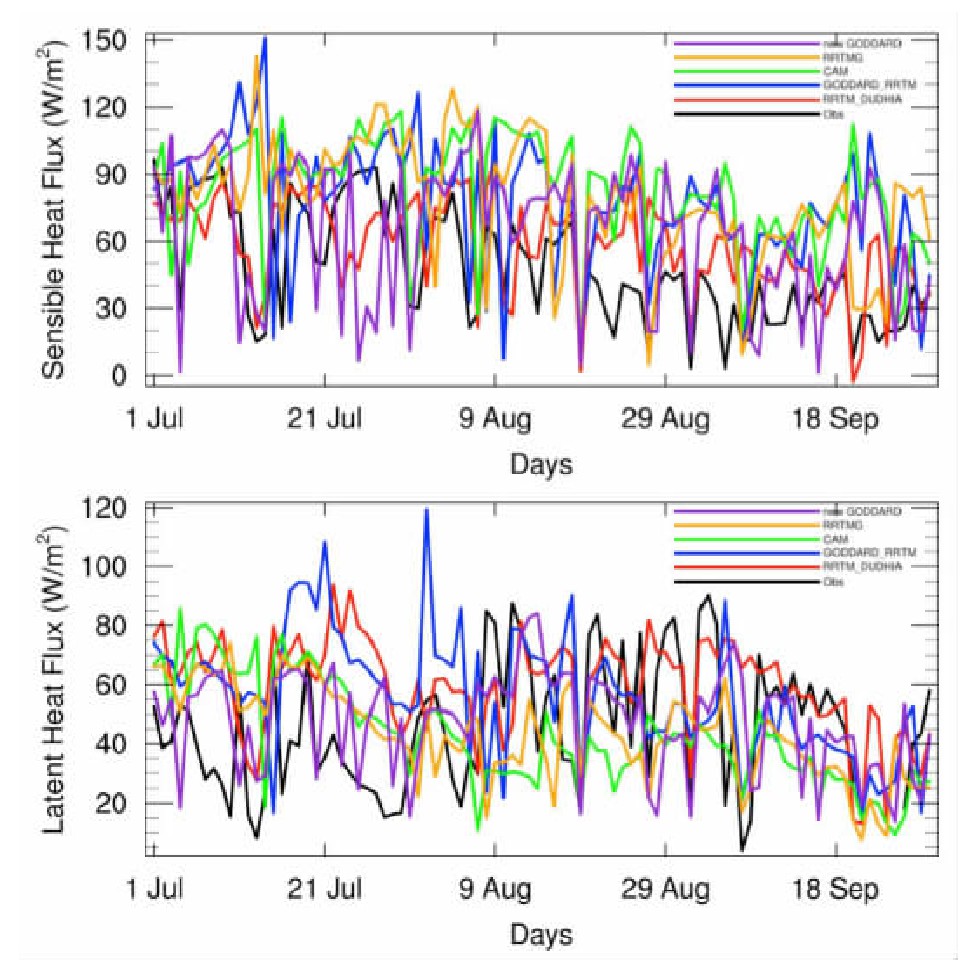 Sensible Heat Flux (W/m²)
150
120
90
60
30
0
new GODDARD
RRTMG
CAM
GODDARD_RRTM
RRTM_DUDHIA
Obs
1 Jul 21 Jul 9 Aug 29 Aug 18 Sep
Days
Latent Heat Flux (W/m²)
120
100
80
60
40
20
new GODDARD
RRTMG
CAM
GODDARD_RRTM
RRTM_DUDHIA
Obs
1 Jul 21 Jul 9 Aug 29 Aug 18 Sep
Days